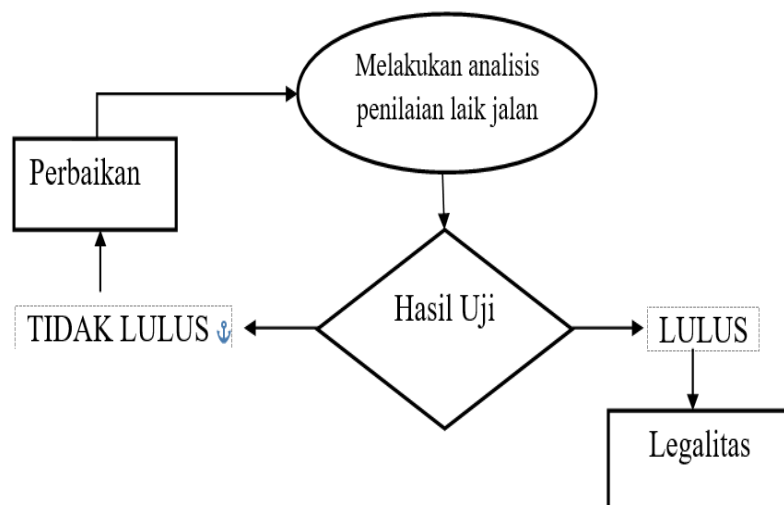 Melakukan analisis
penilaian laik jalan
Perbaikan
Hasil Uji
TIDAK LULUS
LULUS
Legalitas